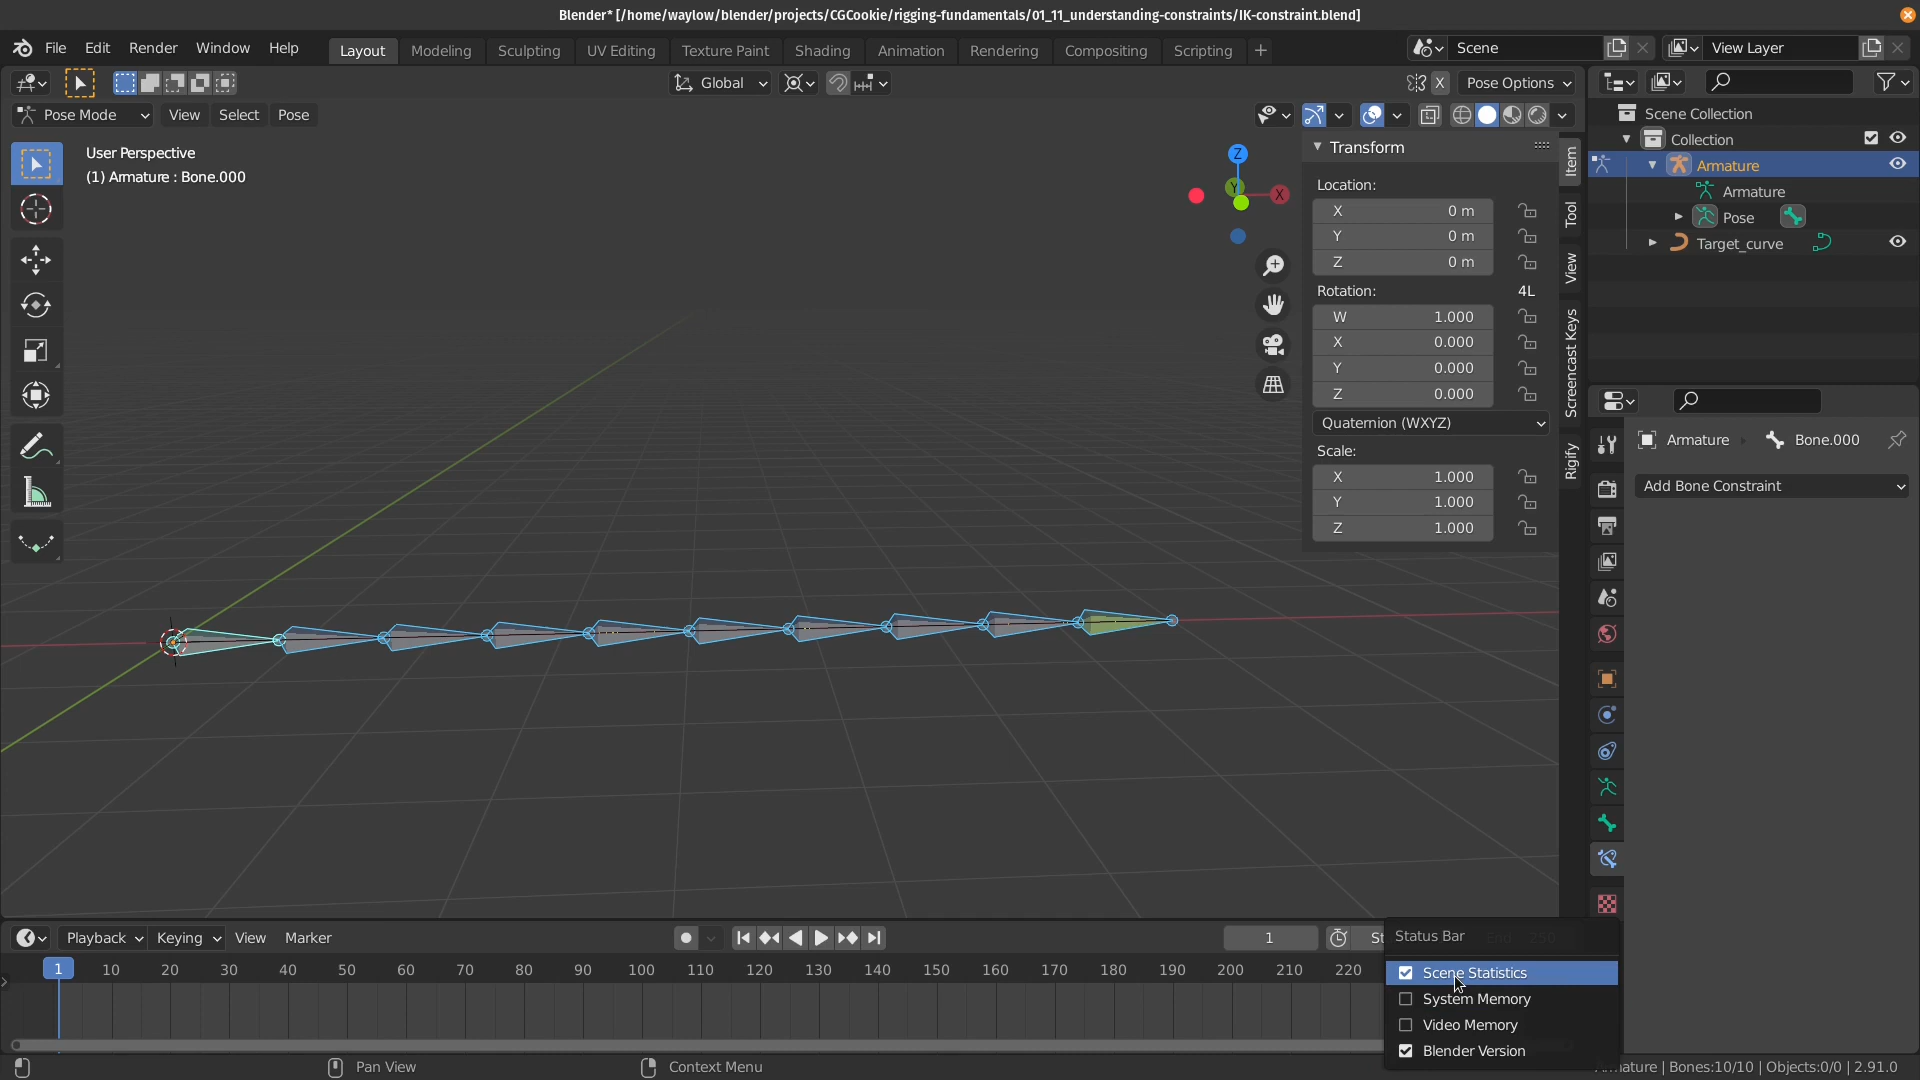 Blender* [/home/waylow/blender/projects/CGCookie/rigging-fundamentals/01_11_understanding-constraints/IK-constraint.blend]
File Edit Render Window Help Layout Modeling Sculpting UV Editing Texture Paint Shading Animation Rendering Compositing Scripting + Scene View Layer
Global X Pose Options
Pose Mode View Select Pose
User Perspective
(1) Armature : Bone.000
Z
Y
X
Transform
Location:
X 0 m
Y 0 m
Z 0 m
Rotation: 4L
W 1.000
X 0.000
Y 0.000
Z 0.000
Quaternion (WXYZ)
Scale:
X 1.000
Y 1.000
Z 1.000
Item
Tool
View
Screencast Keys
Rigify
Scene Collection
Collection
Armature
Armature
Pose
Target_curve
Armature Bone.000
Add Bone Constraint
Playback Keying View Marker 1 St
1 10 20 30 40 50 60 70 80 90 100 110 120 130 140 150 160 170 180 190 200 210 220
Status Bar
Scene Statistics
System Memory
Video Memory
Blender Version
Pan View Context Menu
mature | Bones:10/10 | Objects:0/0 | 2.91.0